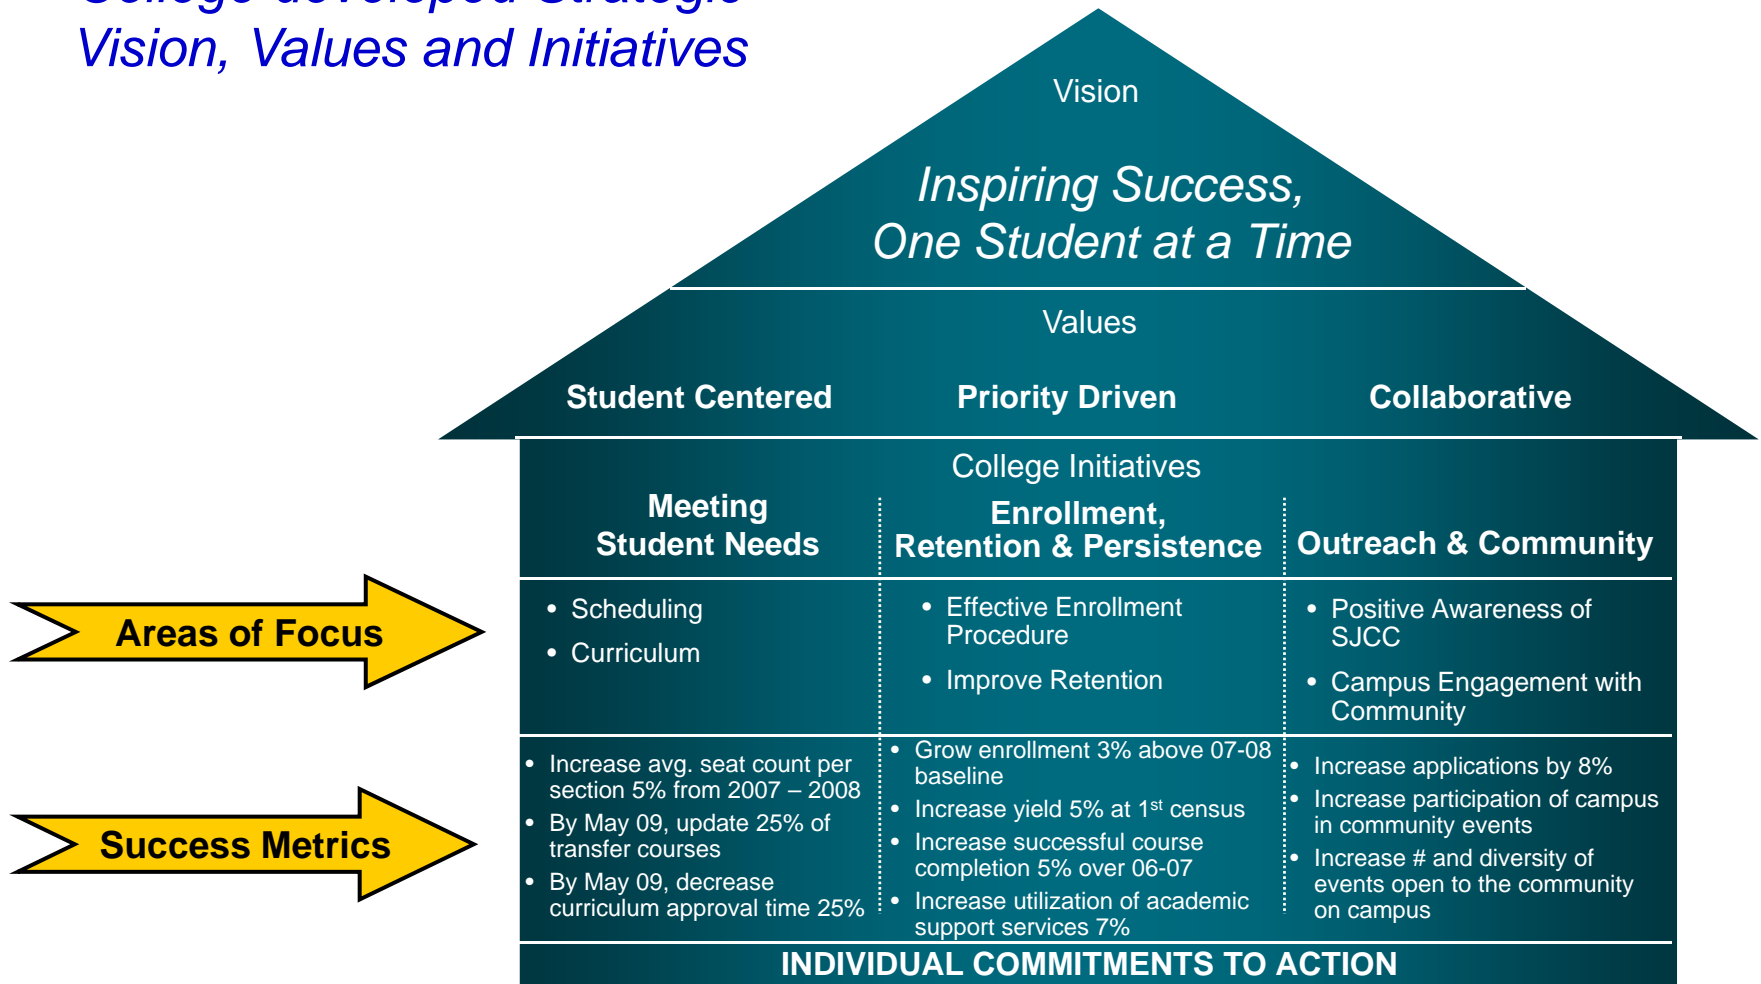 College developed Strategic
Vision, Values and Initiatives
Vision
Inspiring Success,
One Student at a Time
Values
Student Centered
Priority Driven
Collaborative
College Initiatives
Meeting
Student Needs
Enrollment,
Retention & Persistence
Outreach & Community
Areas of Focus
• Scheduling
• Curriculum
• Effective Enrollment
Procedure
• Improve Retention
• Positive Awareness of
SJCC
• Campus Engagement with
Community
Success Metrics
• Increase avg. seat count per
section 5% from 2007 – 2008
• By May 09, update 25% of
transfer courses
• By May 09, decrease
curriculum approval time 25%
• Grow enrollment 3% above 07-08
baseline
• Increase yield 5% at 1st census
• Increase successful course
completion 5% over 06-07
• Increase utilization of academic
support services 7%
• Increase applications by 8%
• Increase participation of campus
in community events
• Increase # and diversity of
events open to the community
on campus
INDIVIDUAL COMMITMENTS TO ACTION